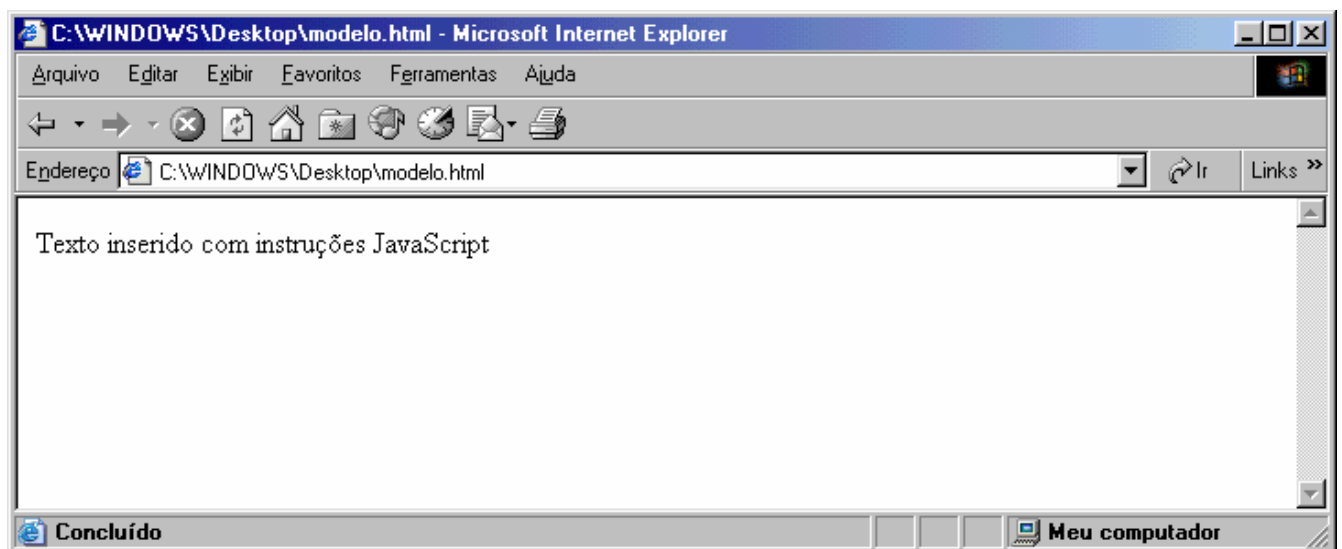 C:\WINDOWS\Desktop\modelo.html - Microsoft Internet Explorer
Arquivo Editar Exibir Favoritos Ferramentas Ajuda
Endereço C:\WINDOWS\Desktop\modelo.html Ir Links »
Texto inserido com instruções JavaScript
Concluído Meu computador